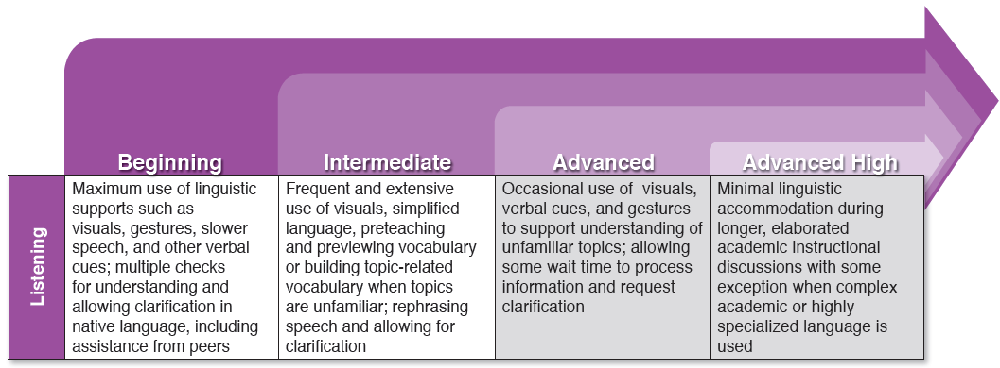 Beginning
Intermediate
Advanced
Advanced High
Listening
Maximum use of linguistic
supports such as
visuals, gestures, slower
speech, and other verbal
cues; multiple checks
for understanding and
allowing clarification in
native language, including
assistance from peers
Frequent and extensive
use of visuals, simplified
language, preteaching
and previewing vocabulary
or building topic-related
vocabulary when topics
are unfamiliar; rephrasing
speech and allowing for
clarification
Occasional use of  visuals,
verbal cues, and gestures
to support understanding of
unfamiliar topics; allowing
some wait time to process
information and request
clarification
Minimal linguistic
accommodation during
longer, elaborated
academic instructional
discussions with some
exception when complex
academic or highly
specialized language is
used